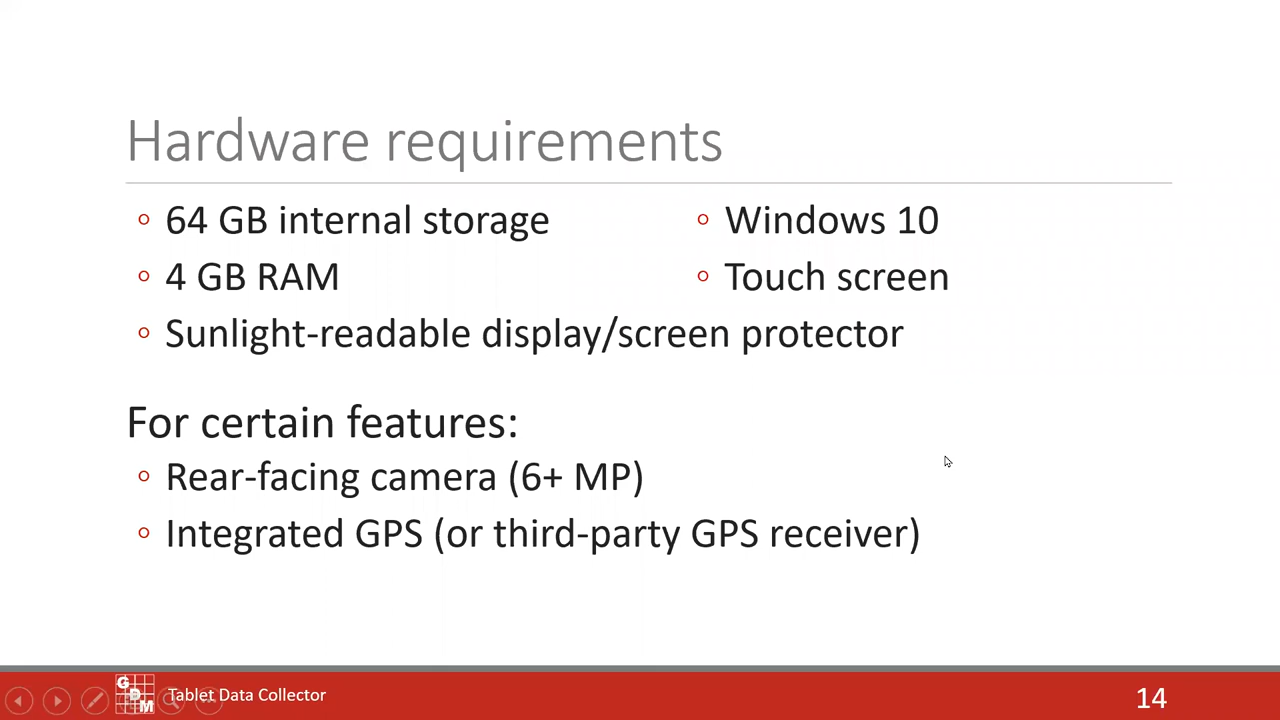 Hardware requirements
◦ 64 GB internal storage
◦ Windows 10
◦ 4 GB RAM
◦ Touch screen
◦ Sunlight-readable display/screen protector
For certain features:
◦ Rear-facing camera (6+ MP)
◦ Integrated GPS (or third-party GPS receiver)
GDM
Tablet Data Collector
14